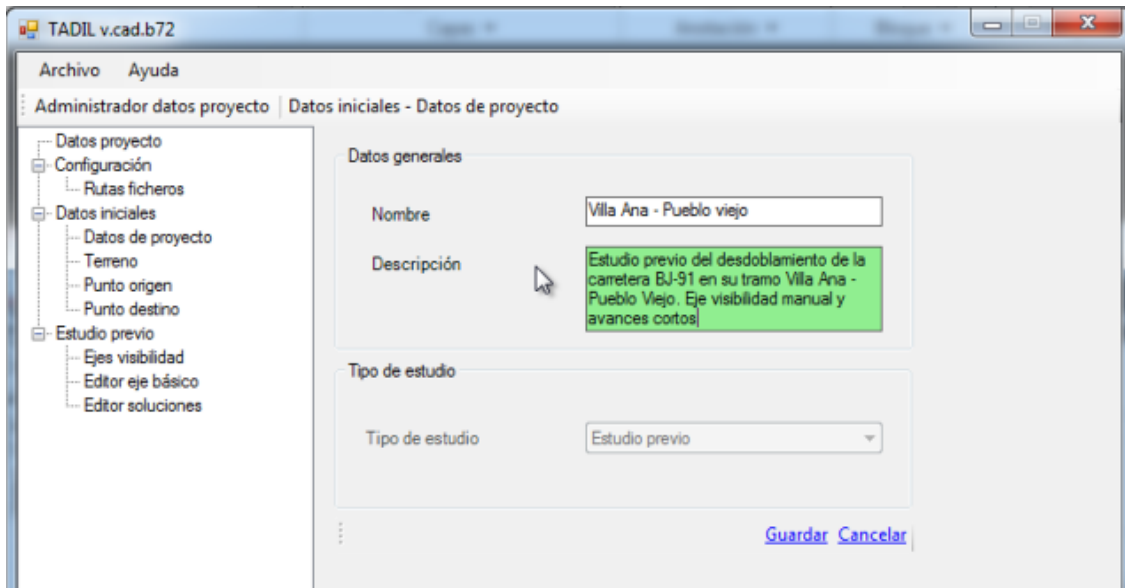 TADIL v.cad.b72
Archivo Ayuda
Administrador datos proyecto Datos iniciales - Datos de proyecto
Datos proyecto
Configuración
Rutas ficheros
Datos iniciales
Datos de proyecto
Terreno
Punto origen
Punto destino
Estudio previo
Ejes visibilidad
Editor eje básico
Editor soluciones
Datos generales
Nombre
Villa Ana - Pueblo viejo
Descripción
Estudio previo del desdoblamiento de la
carretera BJ-91 en su tramo Villa Ana -
Pueblo Viejo. Eje visibilidad manual y
avances cortos
Tipo de estudio
Tipo de estudio
Estudio previo
Guardar Cancelar